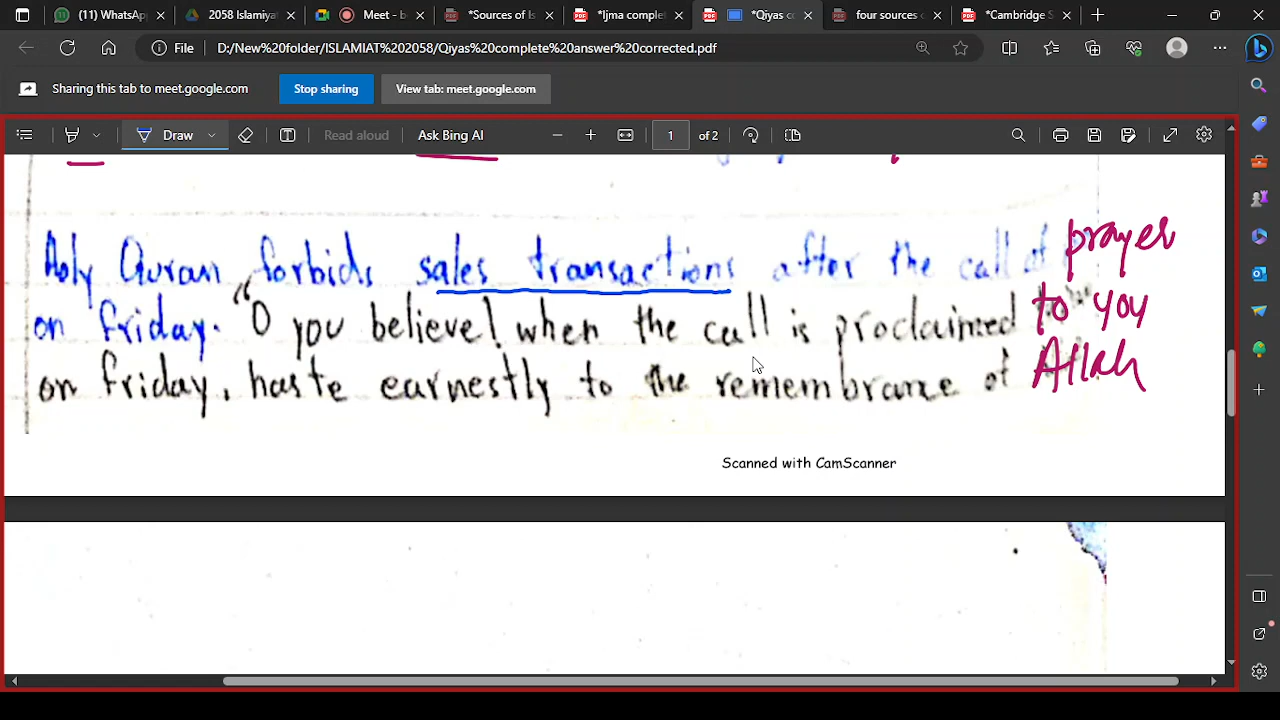 (11) WhatsAp
2058 Islamiyat
Meet - b
*Sources of Is
*Ijma comple
*Qiyas co
four sources o
*Cambridge S
File D:/New%20folder/ISLAMIAT%202058/Qiyas%20complete%20answer%20corrected.pdf
Sharing this tab to meet.google.com Stop sharing View tab: meet.google.com
Draw Read aloud Ask Bing AI 1 of 2
Holy Quran forbids sales transactions after the call of prayer
on friday. "O you believe! when the call is proclaimed to you
on friday, haste earnestly to the remembrance of Allah
Scanned with CamScanner